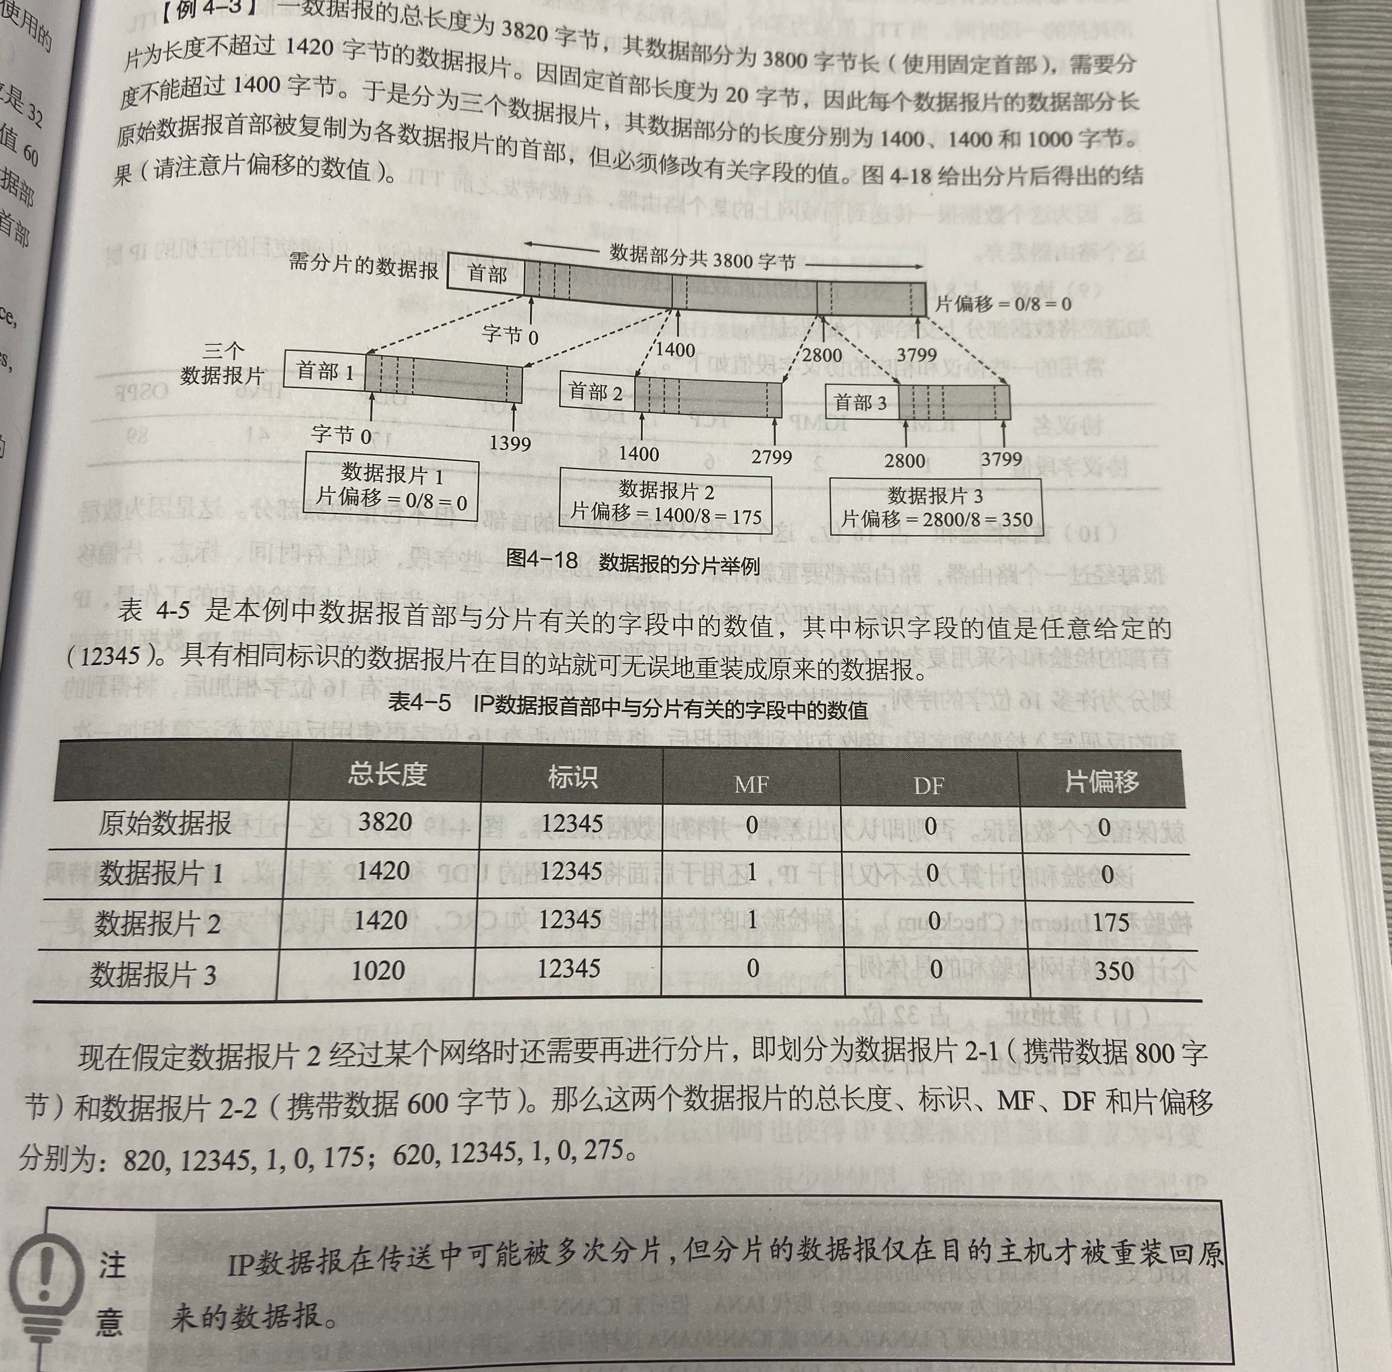 【例 4-3】 一数据报的总长度为 3820 字节，其数据部分为 3800 字节长（使用固定首部），需要分
片为长度不超过 1420 字节的数据报片。因固定首部长度为 20 字节，因此每个数据报片的数据部分长
度不能超过 1400 字节。于是分为三个数据报片，其数据部分的长度分别为 1400、1400 和 1000 字节。
原始数据报首部被复制为各数据报片的首部，但必须修改有关字段的值。图 4-18 给出分片后得出的结
果（请注意片偏移的数值）。
数据部分共 3800 字节
需分片的数据报 首部
片偏移 = 0/8 = 0
字节 0 1400 2800 3799
三个
数据报片
首部 1 首部 2 首部 3
字节 0 1399 1400 2799 2800 3799
数据报片 1
片偏移 = 0/8 = 0
数据报片 2
片偏移 = 1400/8 = 175
数据报片 3
片偏移 = 2800/8 = 350
图4-18 数据报的分片举例
表 4-5 是本例中数据报首部与分片有关的字段中的数值，其中标识字段的值是任意给定的
（12345）。具有相同标识的数据报片在目的站就可无误地重装成原来的数据报。
表4-5 IP数据报首部中与分片有关的字段中的数值
总长度 标识 MF DF 片偏移
原始数据报 3820 12345 0 0 0
数据报片 1 1420 12345 1 0 0
数据报片 2 1420 12345 1 0 175
数据报片 3 1020 12345 0 0 350
现在假定数据报片 2 经过某个网络时还需要再进行分片，即划分为数据报片 2-1（携带数据 800 字
节）和数据报片 2-2（携带数据 600 字节）。那么这两个数据报片的总长度、标识、MF、DF 和片偏移
分别为：820, 12345, 1, 0, 175；620, 12345, 1, 0, 275。
注
意
IP数据报在传送中可能被多次分片，但分片的数据报仅在目的主机才被重装回原
来的数据报。